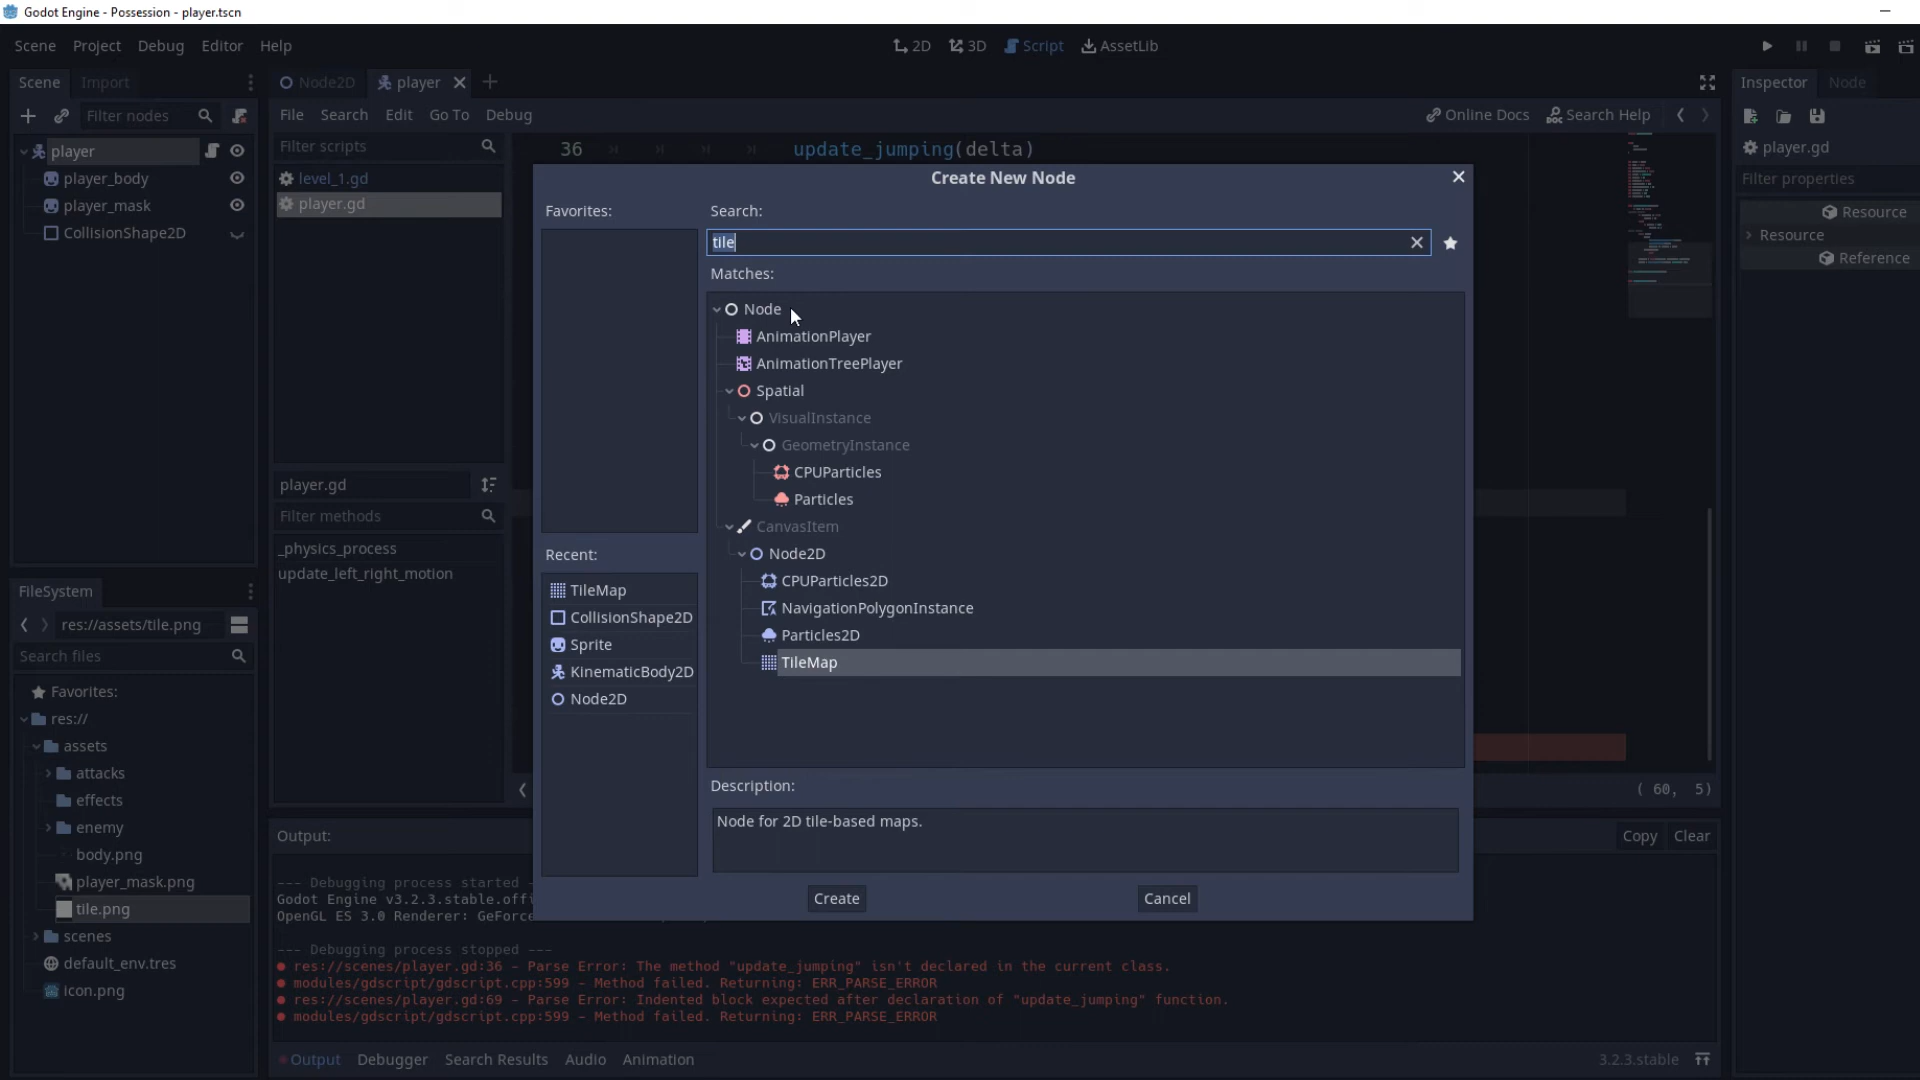 Godot Engine - Possession - player.tscn
Scene Project Debug Editor Help
2D 3D Script AssetLib
Scene Import
Node2D player
Inspector Node
Filter nodes
File Search Edit Go To Debug
Online Docs Search Help
player
player_body
player_mask
CollisionShape2D
Filter scripts
level_1.gd
player.gd
36 update_jumping(delta)
player.gd
Filter properties
Resource
Resource
Reference
Create New Node
Favorites:
Search:
tile
Matches:
Node
AnimationPlayer
AnimationTreePlayer
Spatial
VisualInstance
GeometryInstance
CPUParticles
Particles
CanvasItem
Node2D
CPUParticles2D
NavigationPolygonInstance
Particles2D
TileMap
Recent:
TileMap
CollisionShape2D
Sprite
KinematicBody2D
Node2D
Description:
Node for 2D tile-based maps.
Create Cancel
player.gd
Filter methods
_physics_process
update_left_right_motion
( 60, 5)
FileSystem
res://assets/tile.png
Search files
Favorites:
res://
assets
attacks
effects
enemy
body.png
player_mask.png
tile.png
scenes
default_env.tres
icon.png
Output:
Copy Clear
--- Debugging process started
Godot Engine v3.2.3.stable.offi
OpenGL ES 3.0 Renderer: GeForce
--- Debugging process stopped ---
res://scenes/player.gd:36 - Parse Error: The method "update_jumping" isn't declared in the current class.
modules/gdscript/gdscript.cpp:599 - Method failed. Returning: ERR_PARSE_ERROR
res://scenes/player.gd:69 - Parse Error: Indented block expected after declaration of "update_jumping" function.
modules/gdscript/gdscript.cpp:599 - Method failed. Returning: ERR_PARSE_ERROR
Output Debugger Search Results Audio Animation
3.2.3.stable